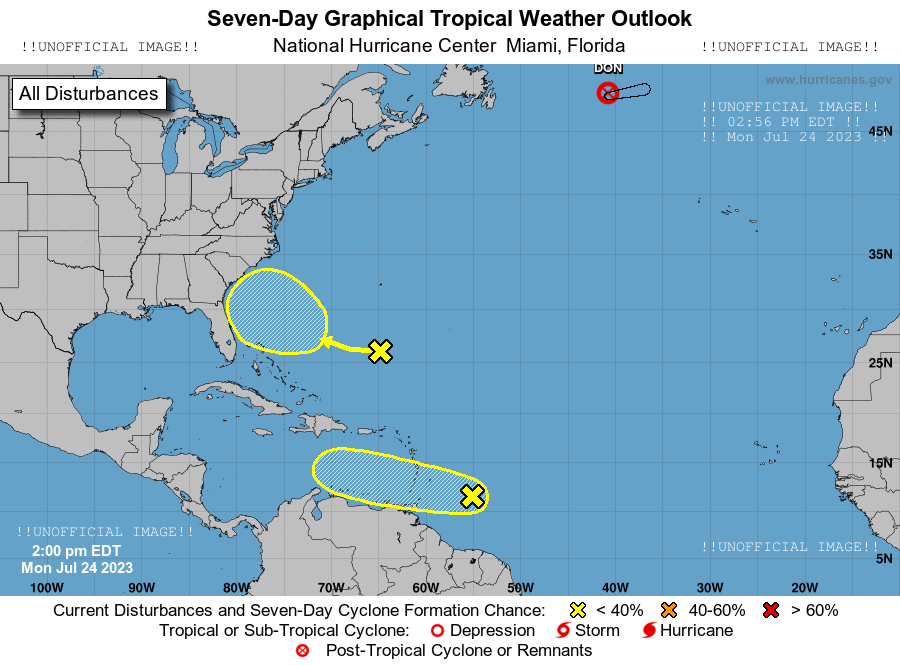 Seven-Day Graphical Tropical Weather Outlook
!!UNOFFICIAL IMAGE!! National Hurricane Center Miami, Florida !!UNOFFICIAL IMAGE!!
DON
www.hurricanes.gov
All Disturbances
!!UNOFFICIAL IMAGE!!
!! 02:56 PM EDT !!
!! Mon Jul 24 2023 !!
45N
35N
25N
15N
!!UNOFFICIAL IMAGE!!
2:00 pm EDT
Mon Jul 24 2023
!!UNOFFICIAL IMAGE!!
5N
100W 90W 80W 70W 60W 50W 40W 30W 20W
Current Disturbances and Seven-Day Cyclone Formation Chance: < 40% 40-60% > 60%
Tropical or Sub-Tropical Cyclone: Depression Storm Hurricane
Post-Tropical Cyclone or Remnants